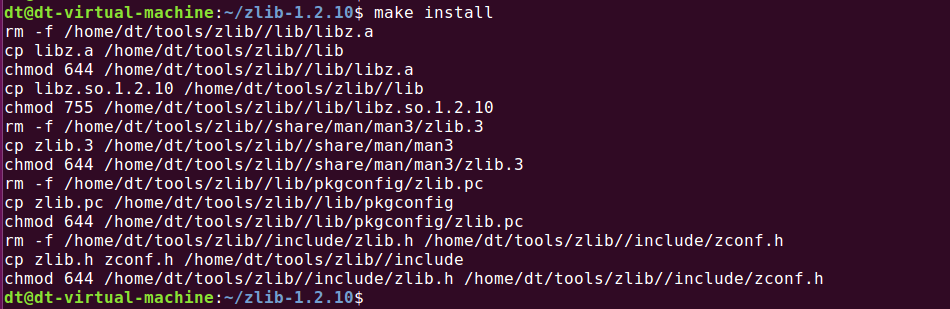 dt@dt-virtual-machine:~/zlib-1.2.10$ make install
rm -f /home/dt/tools/zlib//lib/libz.a
cp libz.a /home/dt/tools/zlib//lib
chmod 644 /home/dt/tools/zlib//lib/libz.a
cp libz.so.1.2.10 /home/dt/tools/zlib//lib
chmod 755 /home/dt/tools/zlib//lib/libz.so.1.2.10
rm -f /home/dt/tools/zlib//share/man/man3/zlib.3
cp zlib.3 /home/dt/tools/zlib//share/man/man3
chmod 644 /home/dt/tools/zlib//share/man/man3/zlib.3
rm -f /home/dt/tools/zlib//lib/pkgconfig/zlib.pc
cp zlib.pc /home/dt/tools/zlib//lib/pkgconfig
chmod 644 /home/dt/tools/zlib//lib/pkgconfig/zlib.pc
rm -f /home/dt/tools/zlib//include/zlib.h /home/dt/tools/zlib//include/zconf.h
cp zlib.h zconf.h /home/dt/tools/zlib//include
chmod 644 /home/dt/tools/zlib//include/zlib.h /home/dt/tools/zlib//include/zconf.h
dt@dt-virtual-machine:~/zlib-1.2.10$